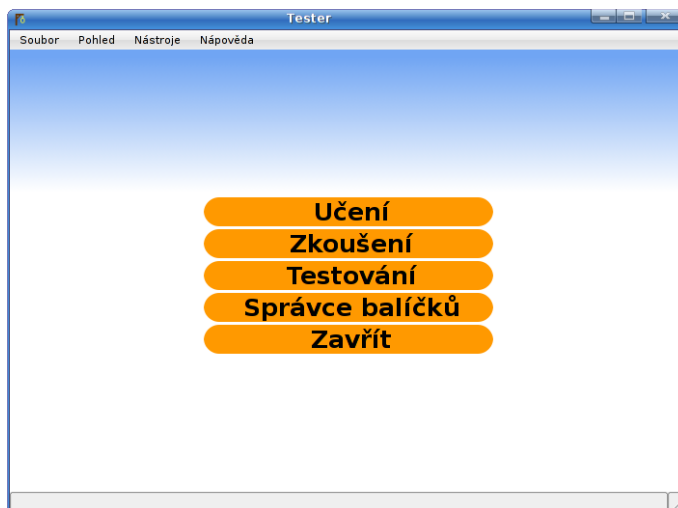 Tester
Soubor Pohled Nástroje Nápověda
Učení
Zkoušení
Testování
Správce balíčků
Zavřít